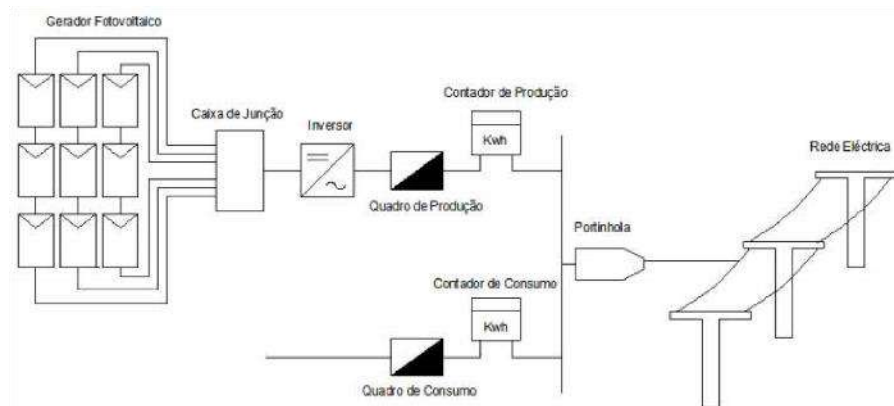 Gerador Fotovoltaico
Caixa de Junção
Inversor
Contador de Produção
Kwh
Quadro de Produção
Rede Eléctrica
Portinhola
Contador de Consumo
Kwh
Quadro de Consumo